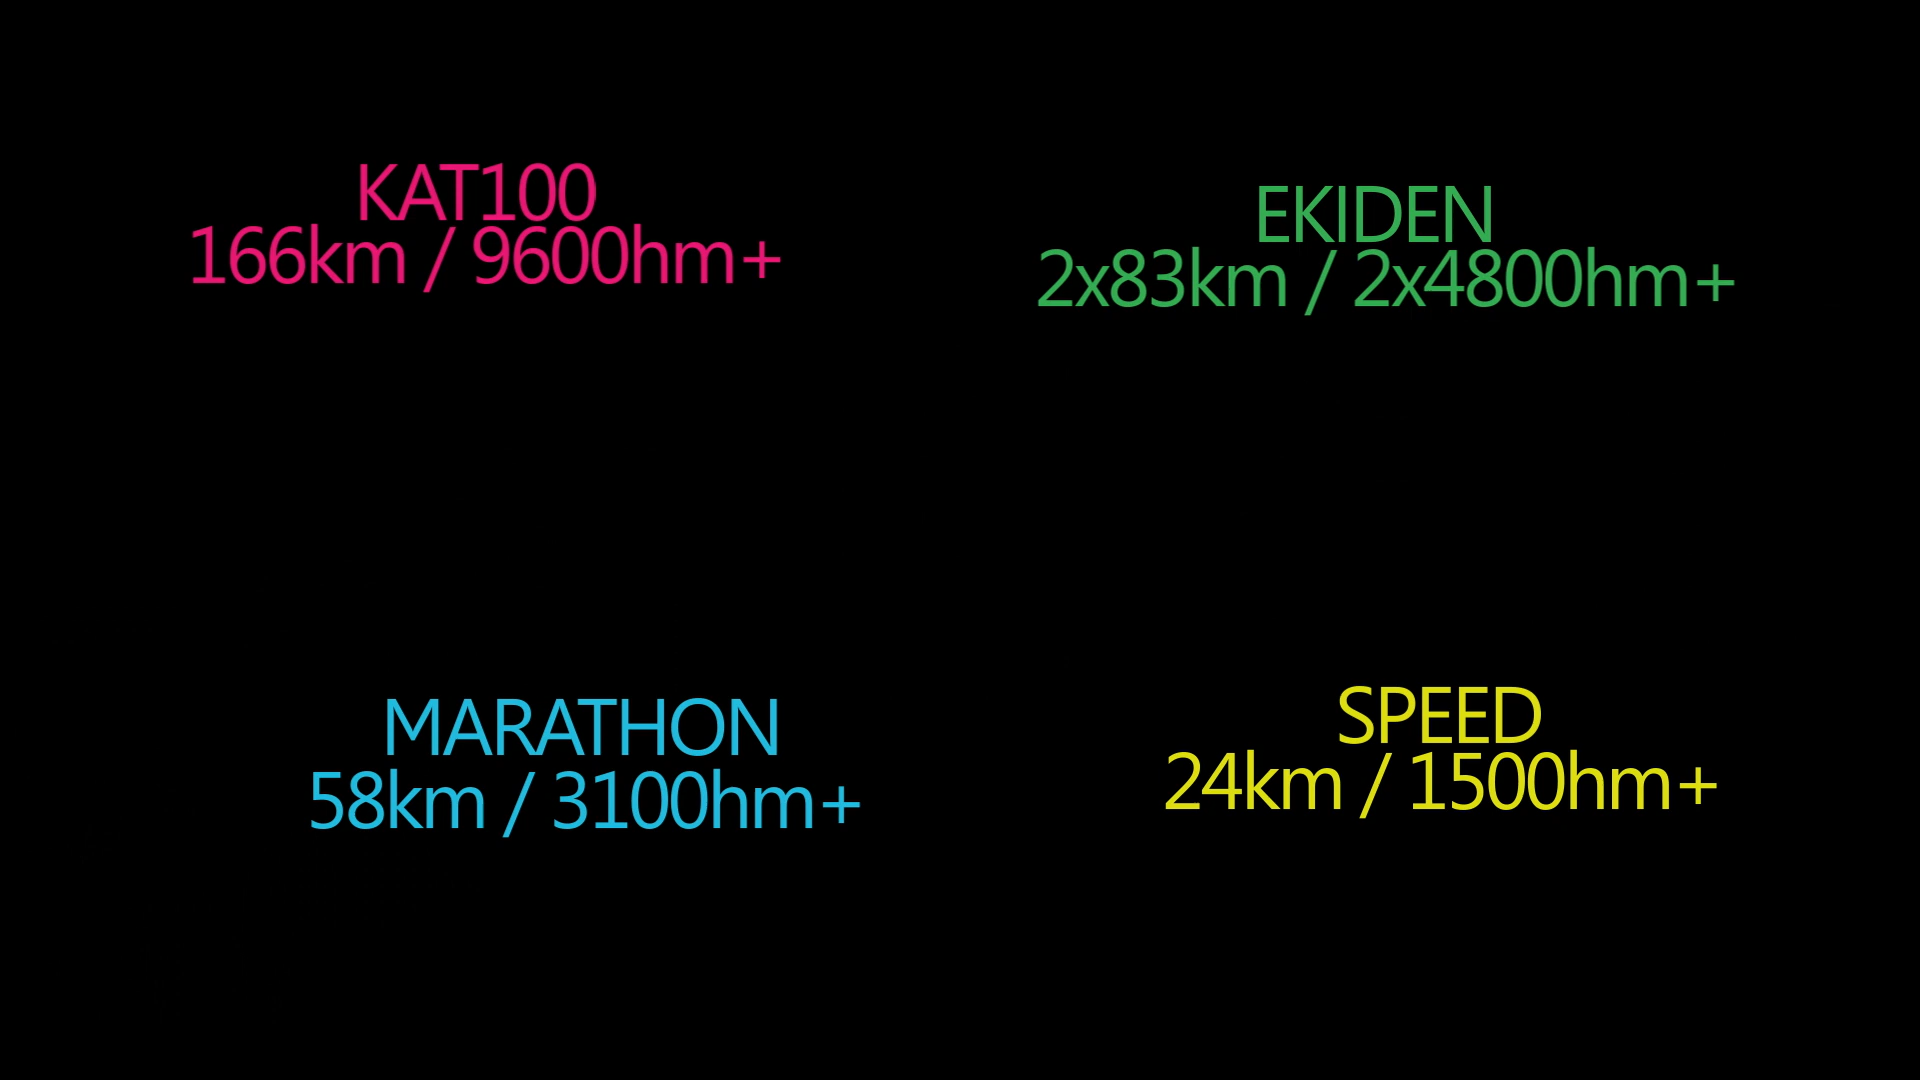 KAT100
166km / 9600hm+
EKIDEN
2x83km / 2x4800hm+
MARATHON
58km / 3100hm+
SPEED
24km / 1500hm+